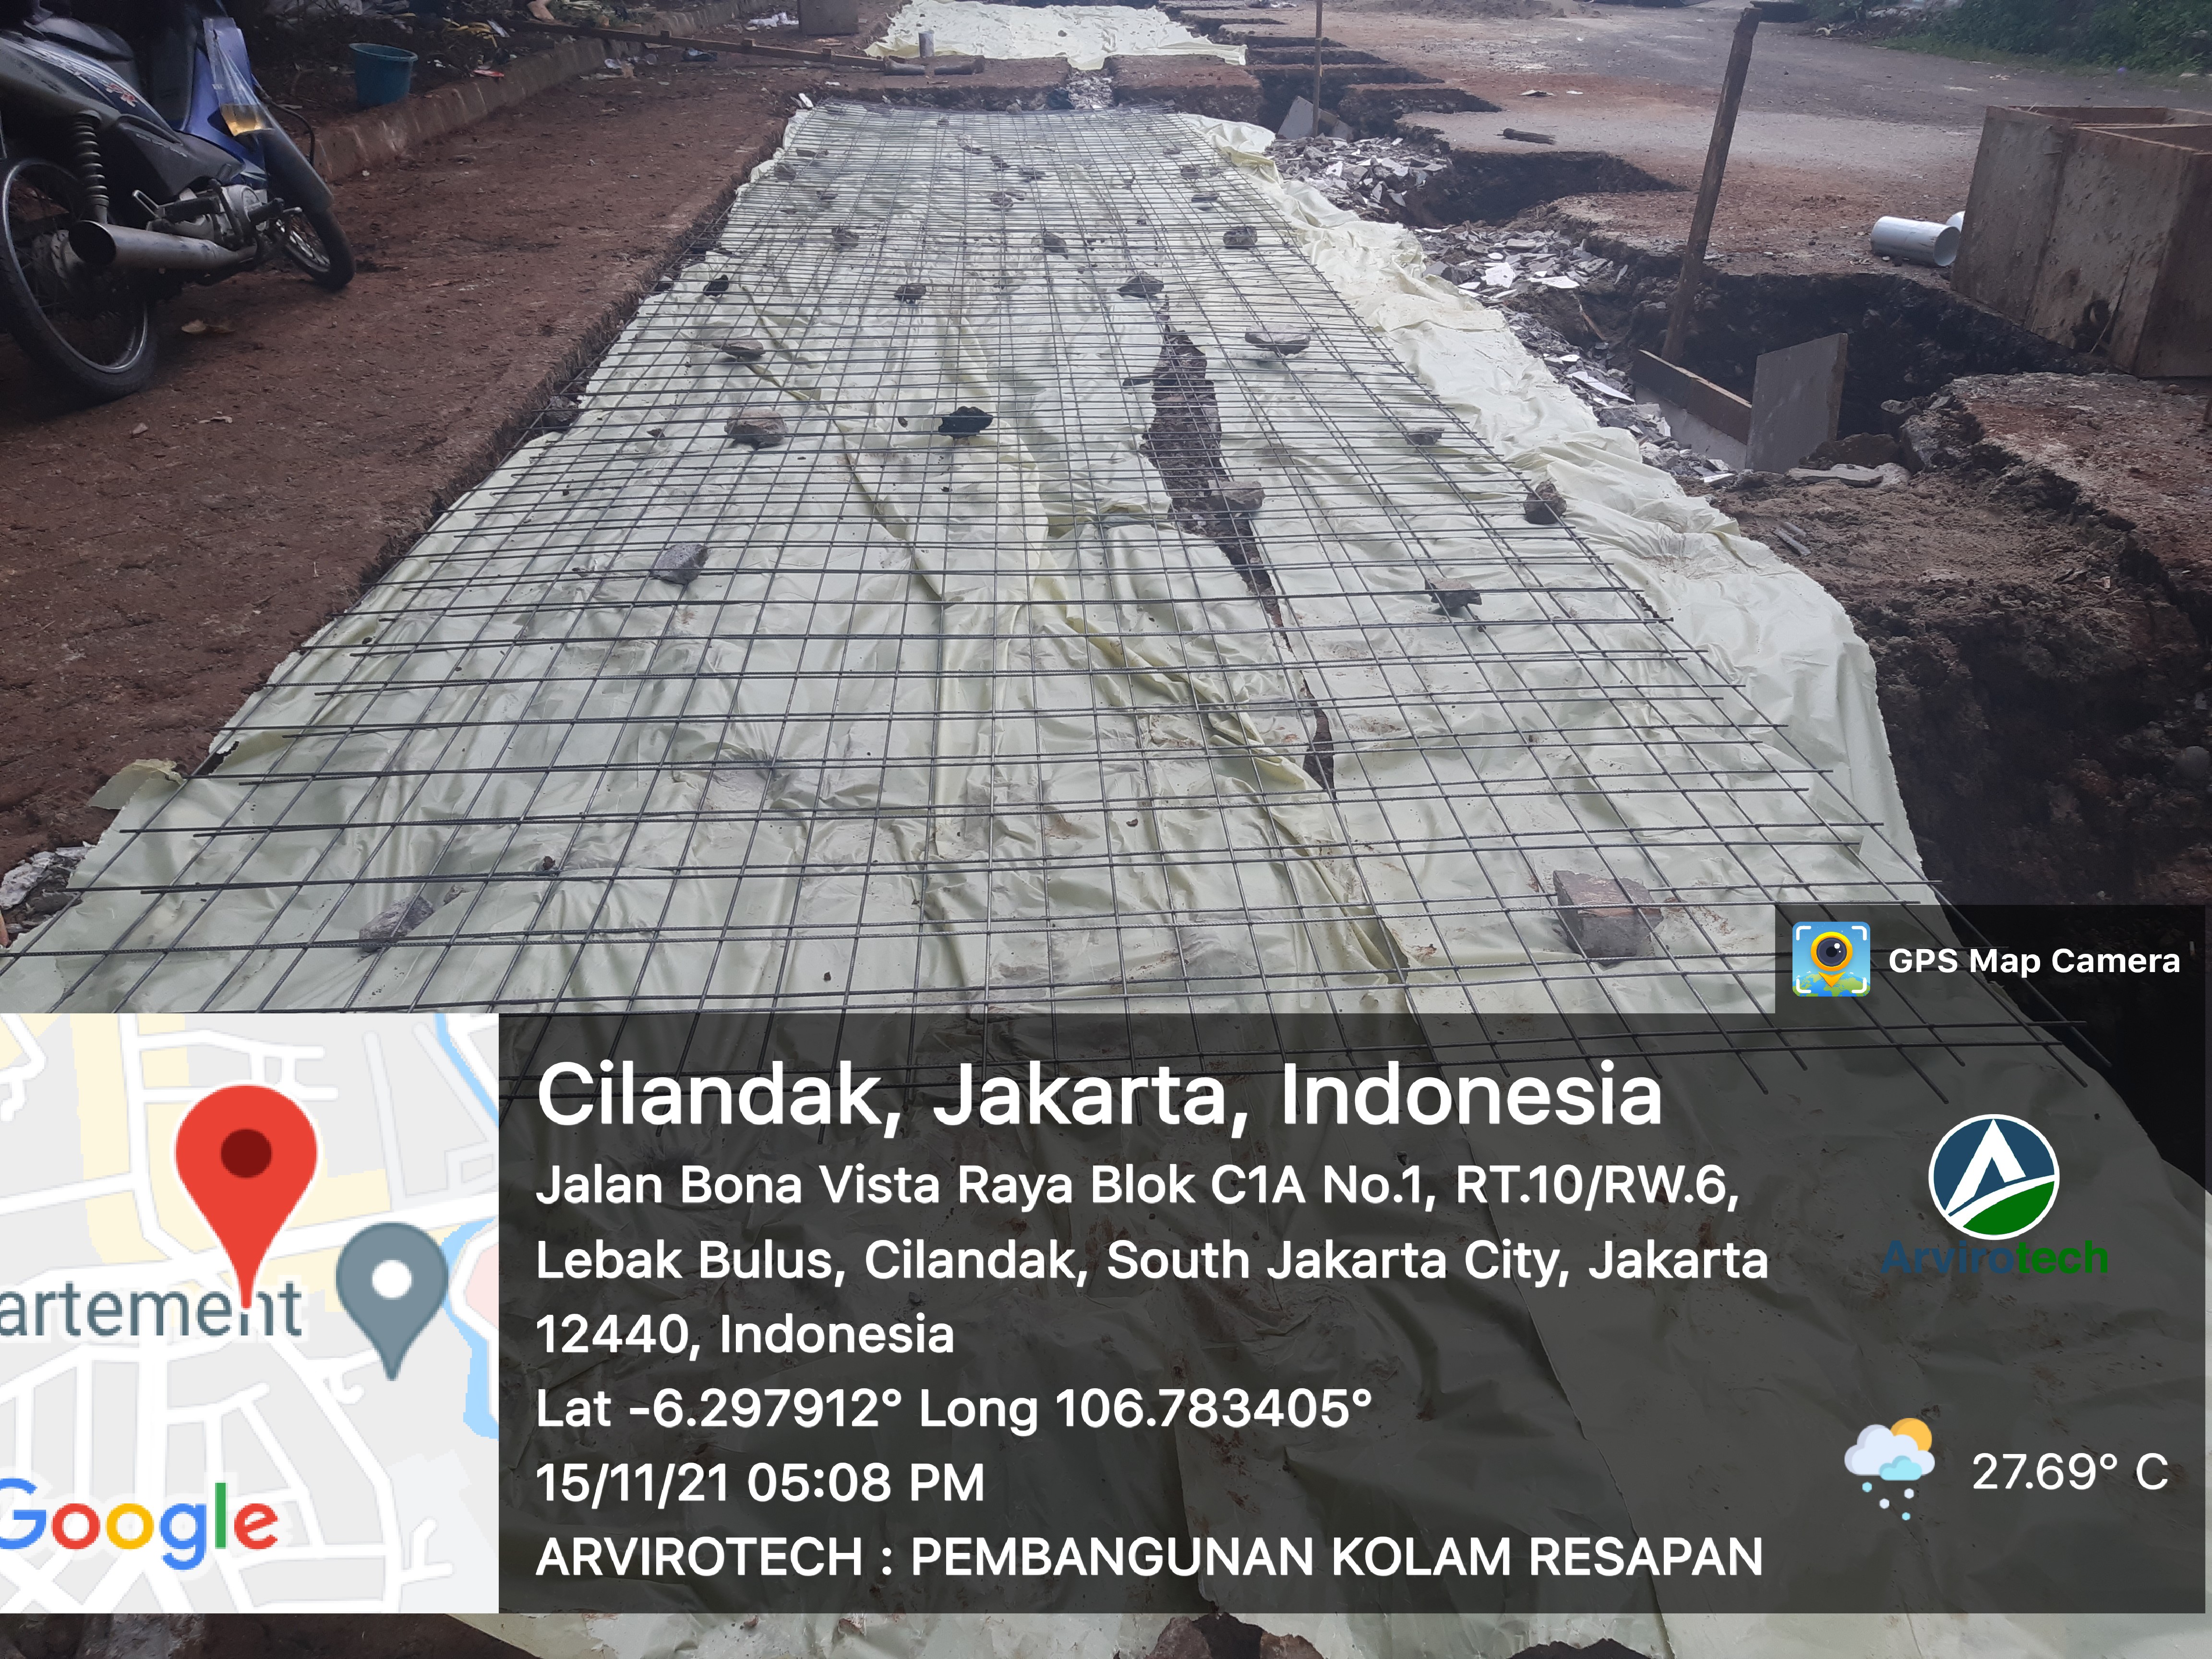 GPS Map Camera
Cilandak, Jakarta, Indonesia
Jalan Bona Vista Raya Blok C1A No.1, RT.10/RW.6,
Lebak Bulus, Cilandak, South Jakarta City, Jakarta
12440, Indonesia
Lat -6.297912° Long 106.783405°
15/11/21 05:08 PM
ARVIROTECH : PEMBANGUNAN KOLAM RESAPAN
Arvirotech
27.69° C
artement
Google